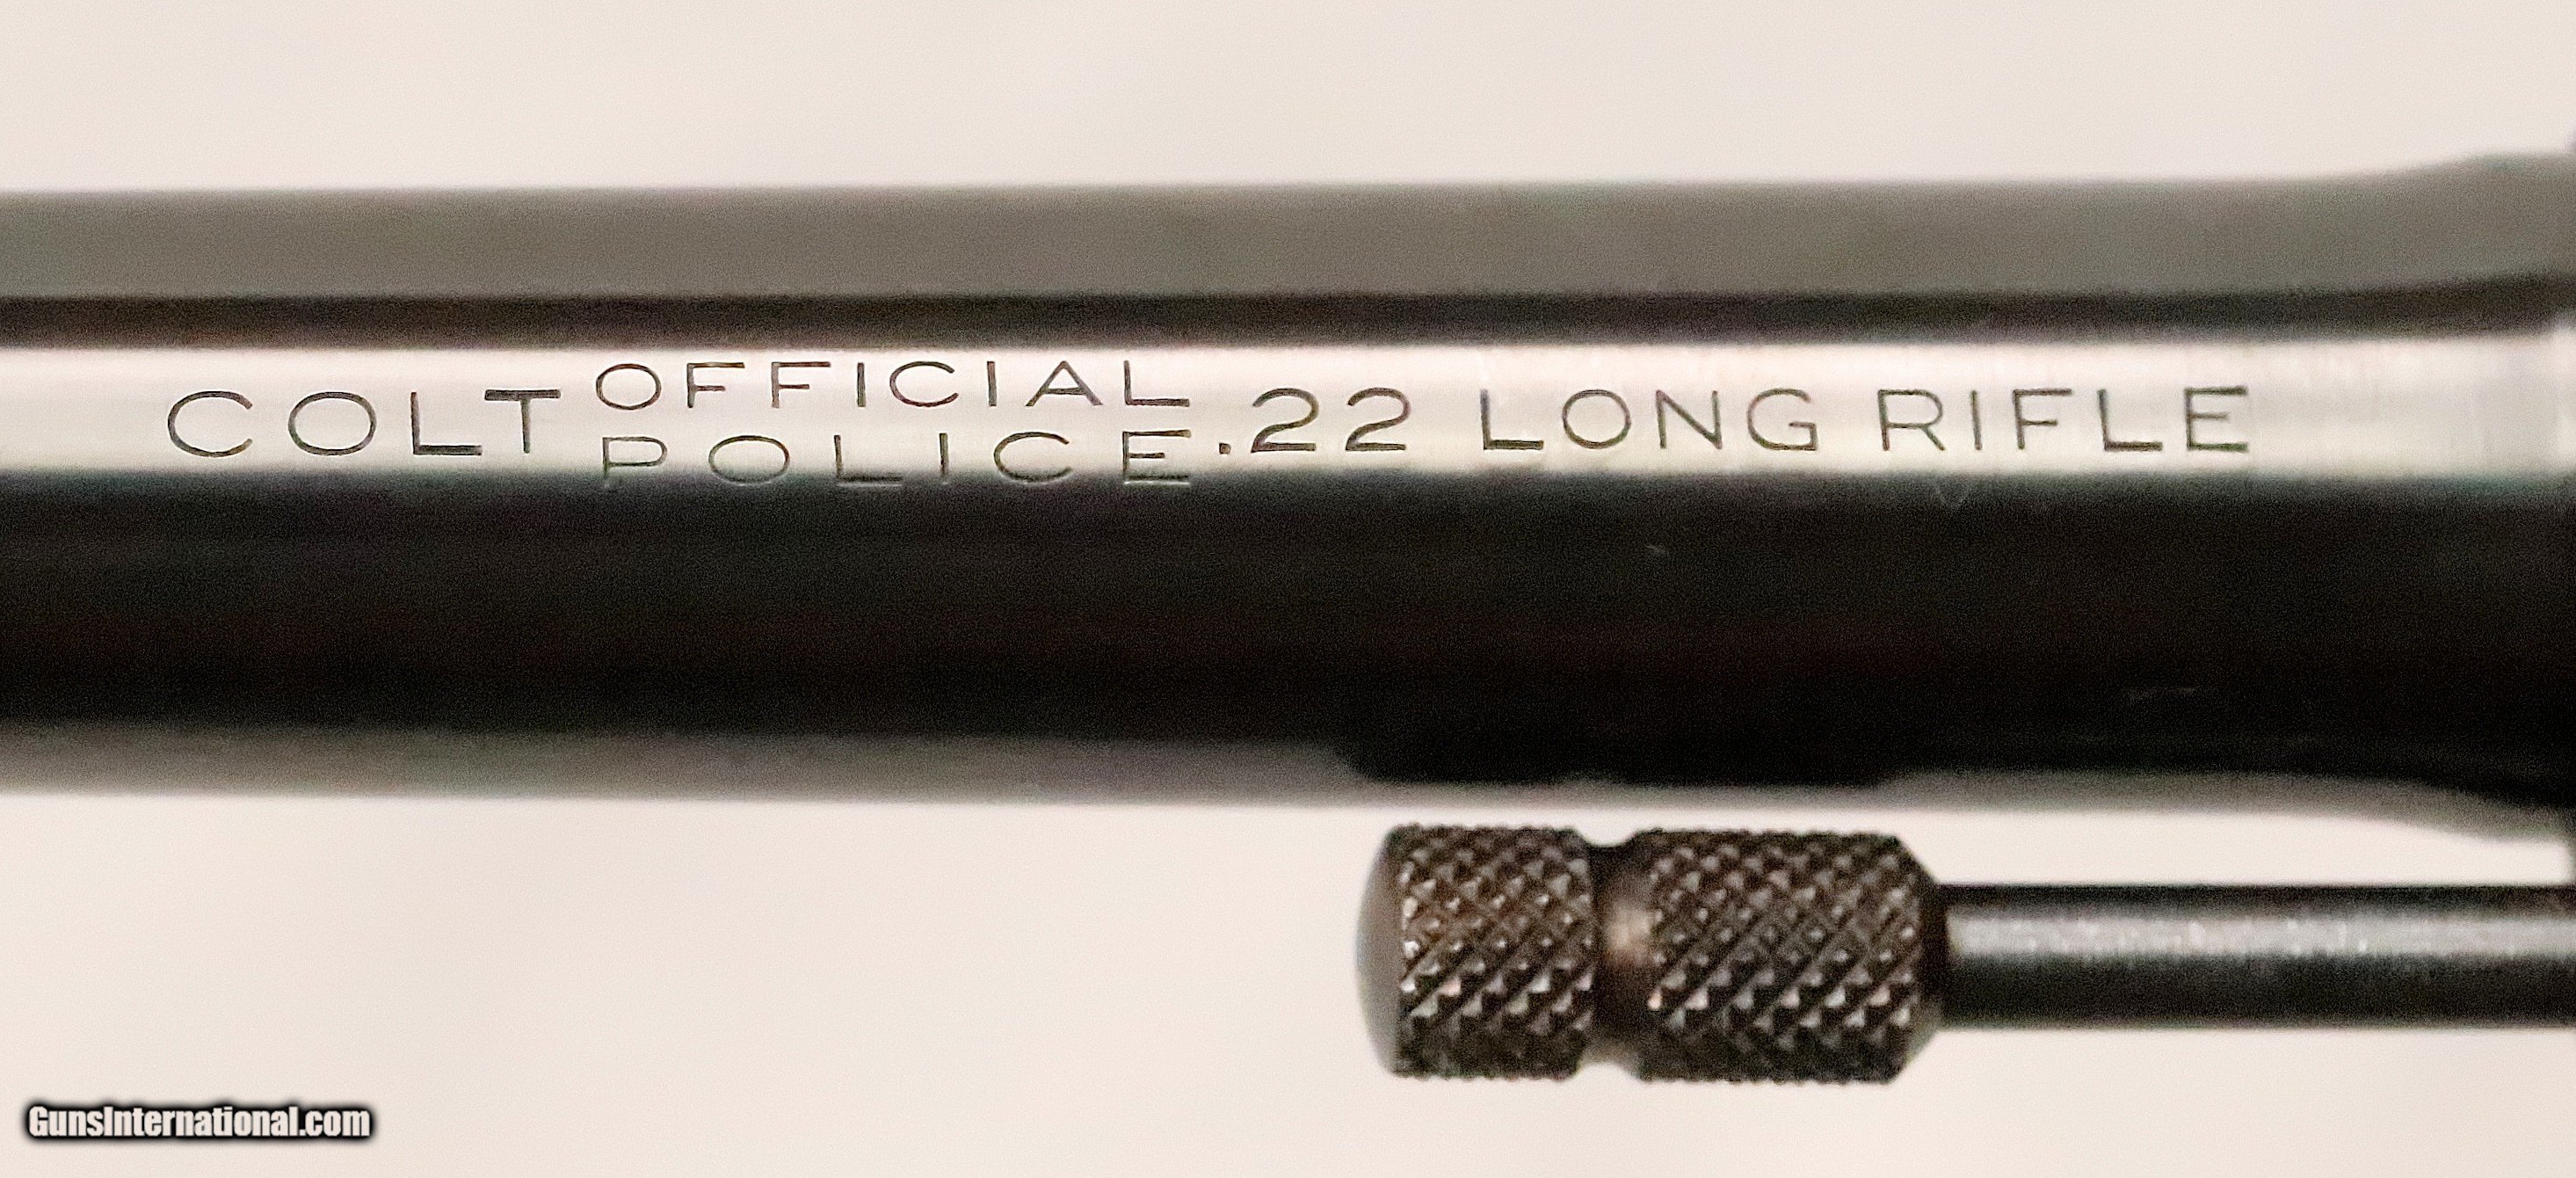 COLT OFFICIAL POLICE .22 LONG RIFLE
GunsInternational.com